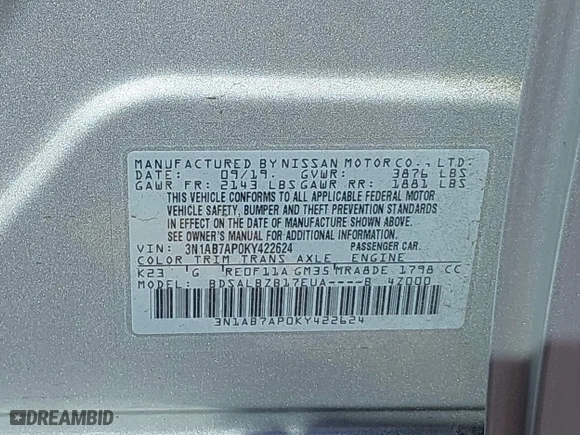 MANUFACTURED BY NISSAN MOTOR CO., LTD.
DATE: 09/19. GVWR: 3876 LBS
GAWR FR: 2143 LBS GAWR RR: 1881 LBS
THIS VEHICLE CONFORMS TO ALL APPLICABLE FEDERAL MOTOR
VEHICLE SAFETY, BUMPER AND THEFT PREVENTION STANDARDS
IN EFFECT ON THE DATE OF MANUFACTURE SHOWN ABOVE.
SEE OWNER'S MANUAL FOR ADDITIONAL INFORMATION.
VIN: 3N1AB7AP0KY422624 PASSENGER CAR.
COLOR TRIM TRANS AXLE ENGINE
K23 G RE0F11A GM35 MRA8DE 1798 CC
MODEL: BDSALBZB17EUA----B 47000
3N1AB7AP0KY422624
DREAMBID